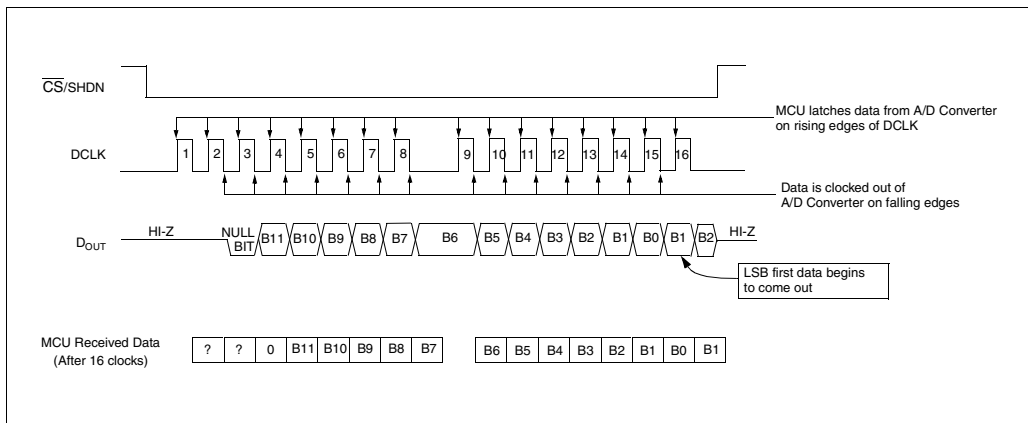 CS/SHDN
MCU latches data from A/D Converter
on rising edges of DCLK
DCLK
1 2 3 4 5 6 7 8 9 10 11 12 13 14 15 16
Data is clocked out of
A/D Converter on falling edges
DOUT
HI-Z NULL BIT B11 B10 B9 B8 B7 B6 B5 B4 B3 B2 B1 B0 B1 B2 HI-Z
LSB first data begins
to come out
MCU Received Data
(After 16 clocks)
? ? 0 B11 B10 B9 B8 B7 B6 B5 B4 B3 B2 B1 B0 B1